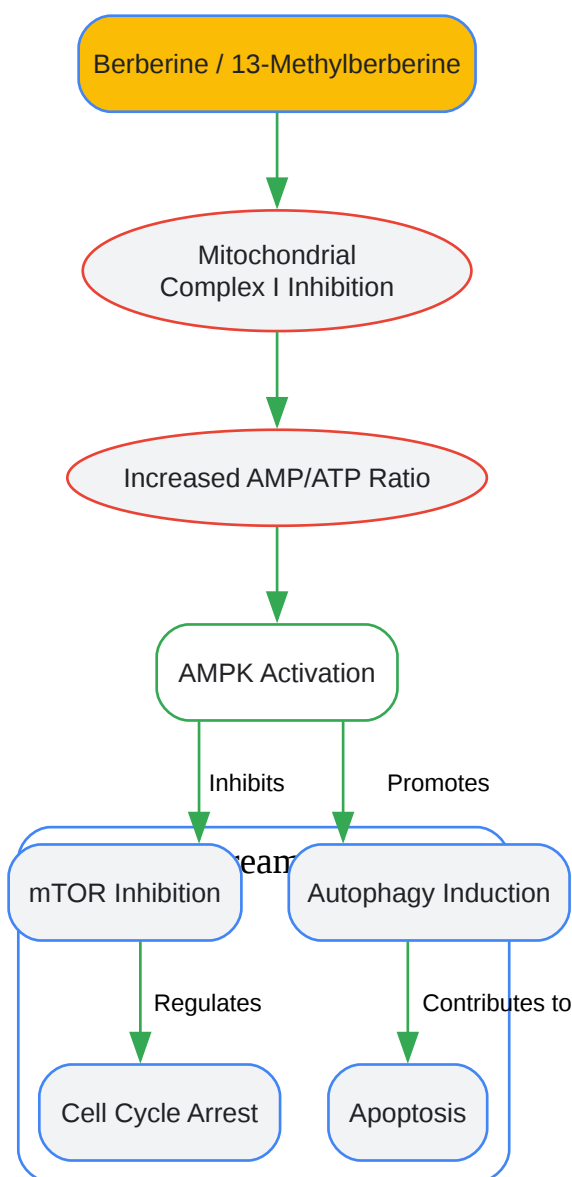 Berberine / 13-Methylberberine
Mitochondrial
Complex I Inhibition
Increased AMP/ATP Ratio
AMPK Activation
Inhibits
Promotes
mTOR Inhibition
Autophagy Induction
Regulates
Contributes to
Cell Cycle Arrest
Apoptosis